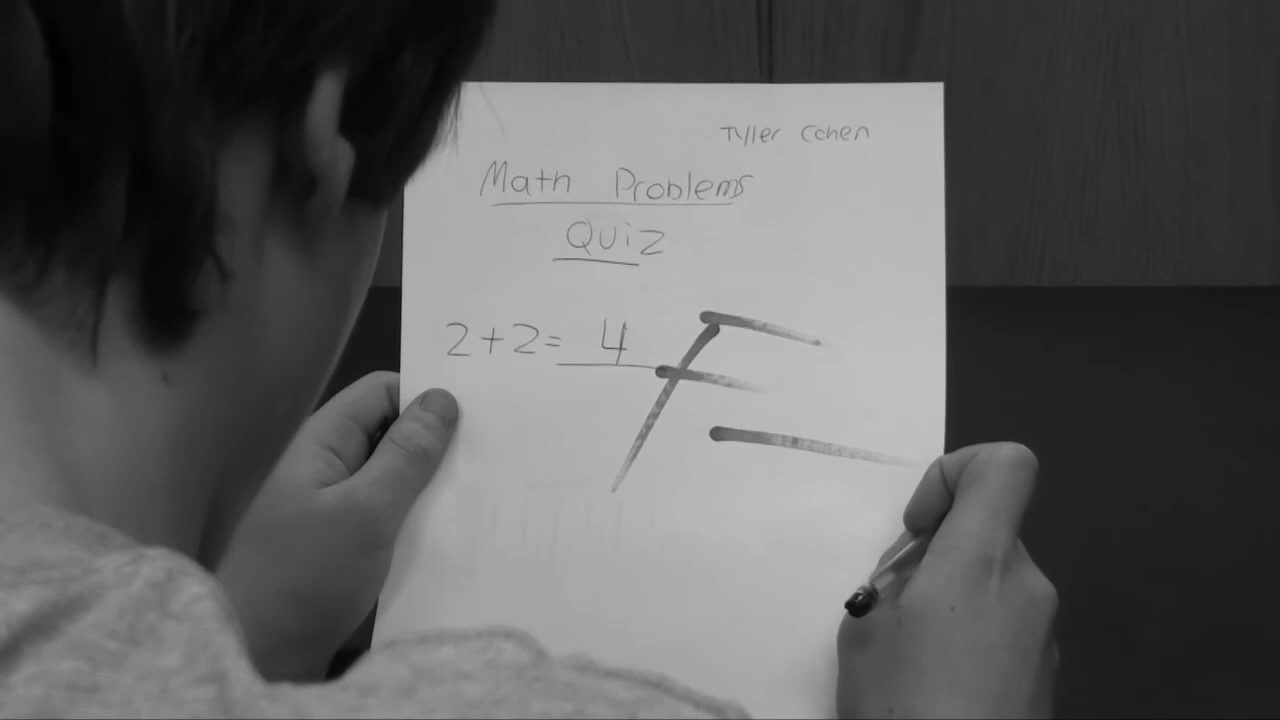 Tyler Cohen
Math Problems
Quiz
2+2= 4
F-